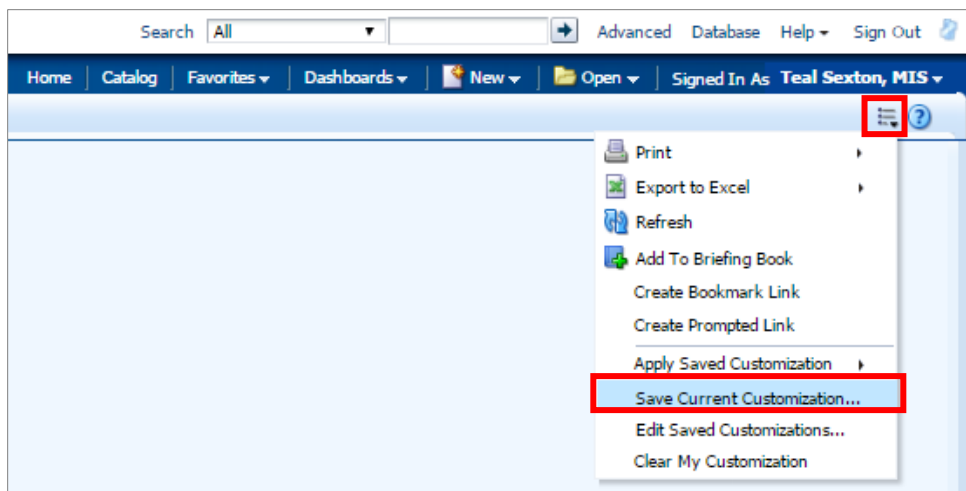 Search All Advanced Database Help Sign Out
Home Catalog Favorites Dashboards New Open Signed In As Teal Sexton, MIS
?
Print
Export to Excel
Refresh
Add To Briefing Book
Create Bookmark Link
Create Prompted Link
Apply Saved Customization
Save Current Customization...
Edit Saved Customizations...
Clear My Customization